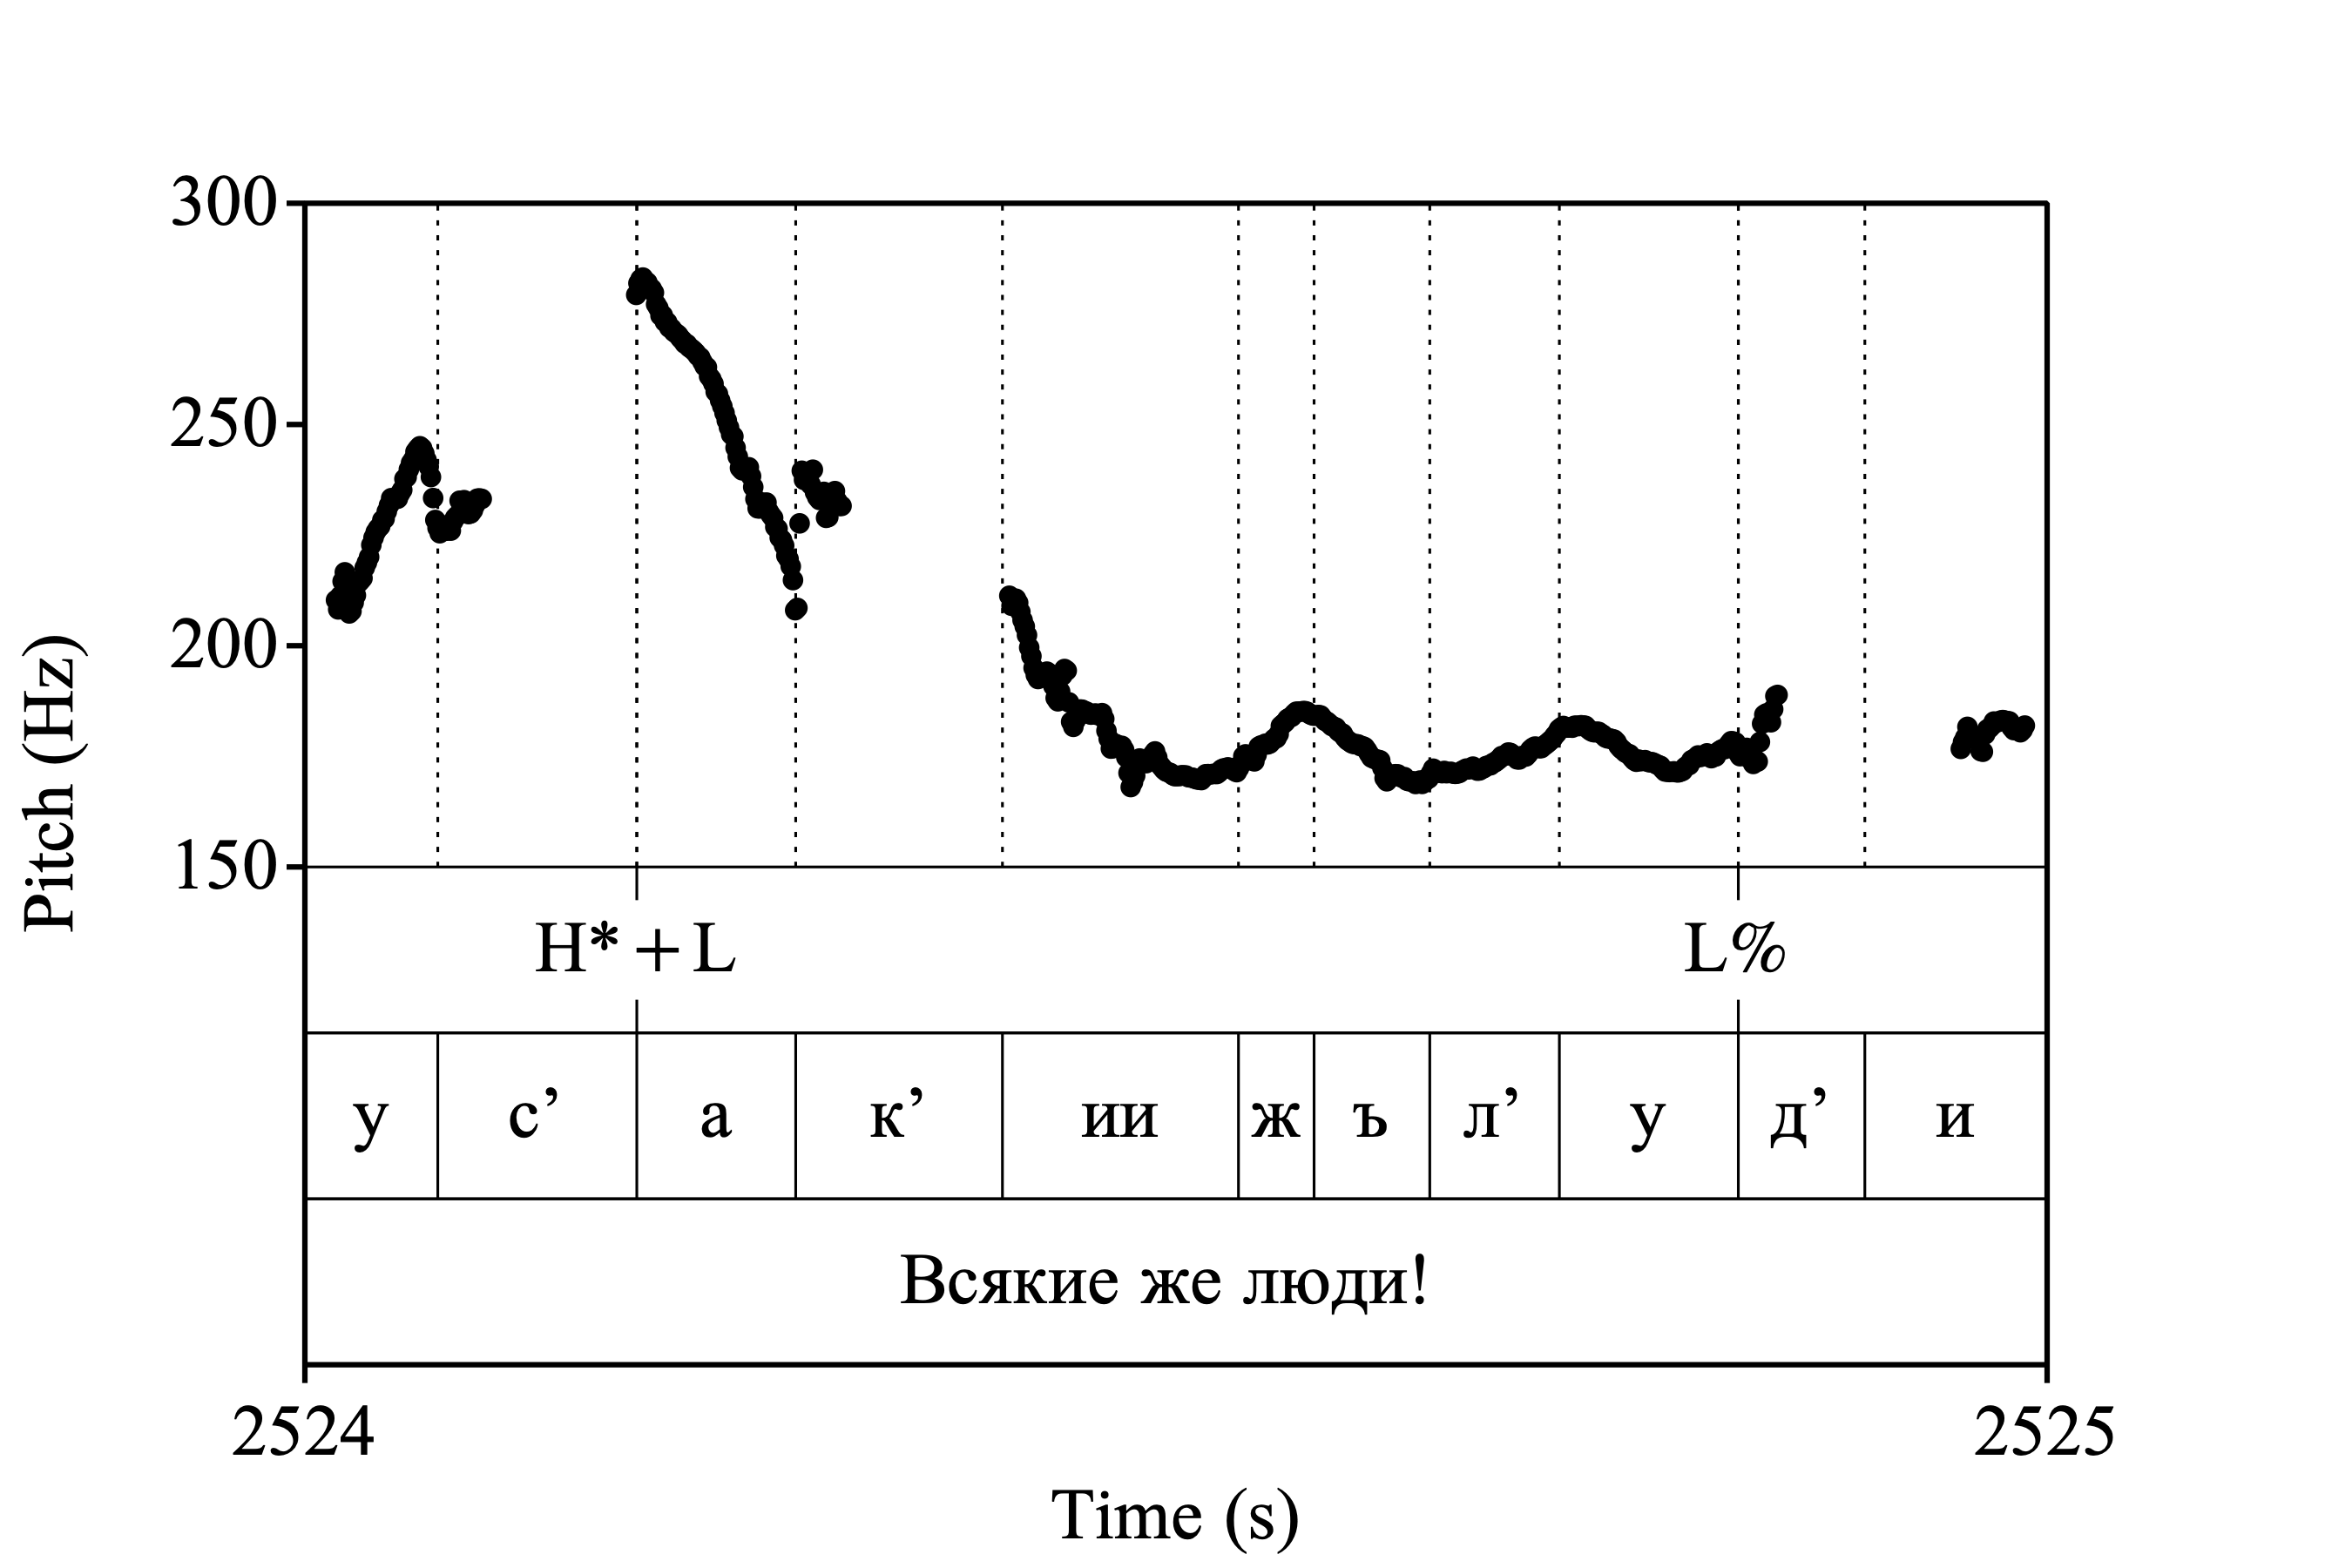 300
250
200
150
Pitch (Hz)
H*+L L%
у с’ а к’ ии ж ъ л’ у д’ и
Всякие же люди!
2524 2525
Time (s)